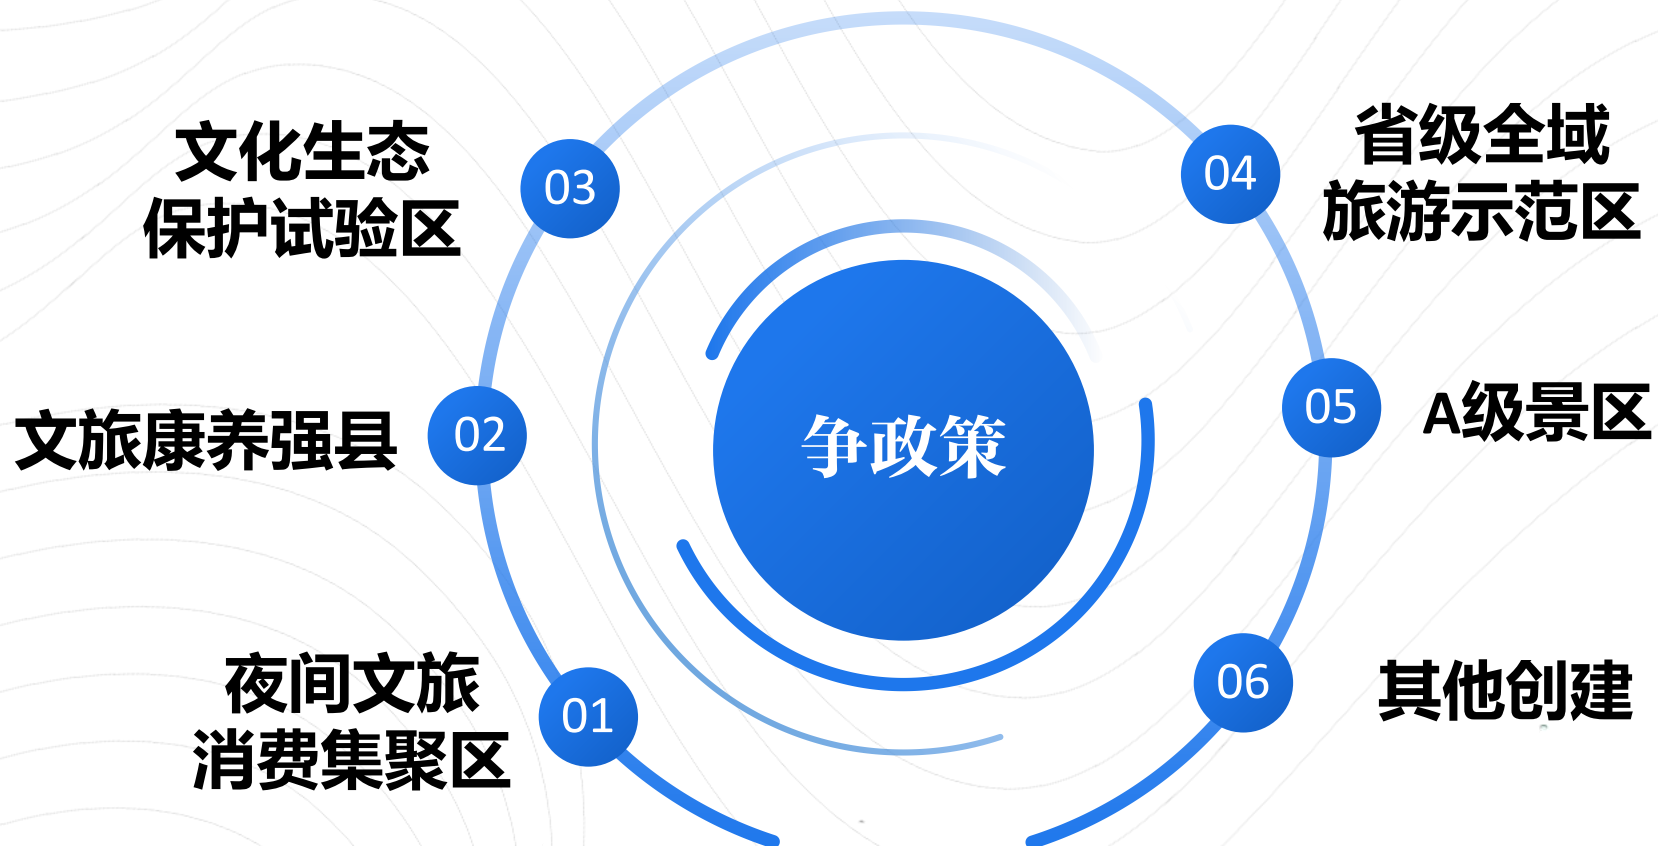 争政策
01
夜间文旅
消费集聚区
02
文旅康养强县
03
文化生态
保护试验区
04
省级全域
旅游示范区
05
A级景区
06
其他创建